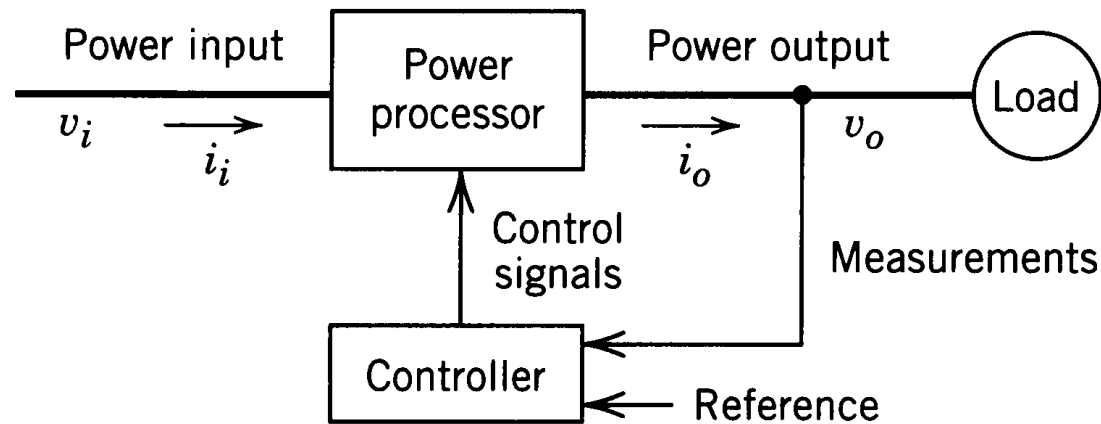 Power input
Power
processor
Power output
Load
v_i
i_i
i_o
v_o
Control
signals
Measurements
Controller
Reference